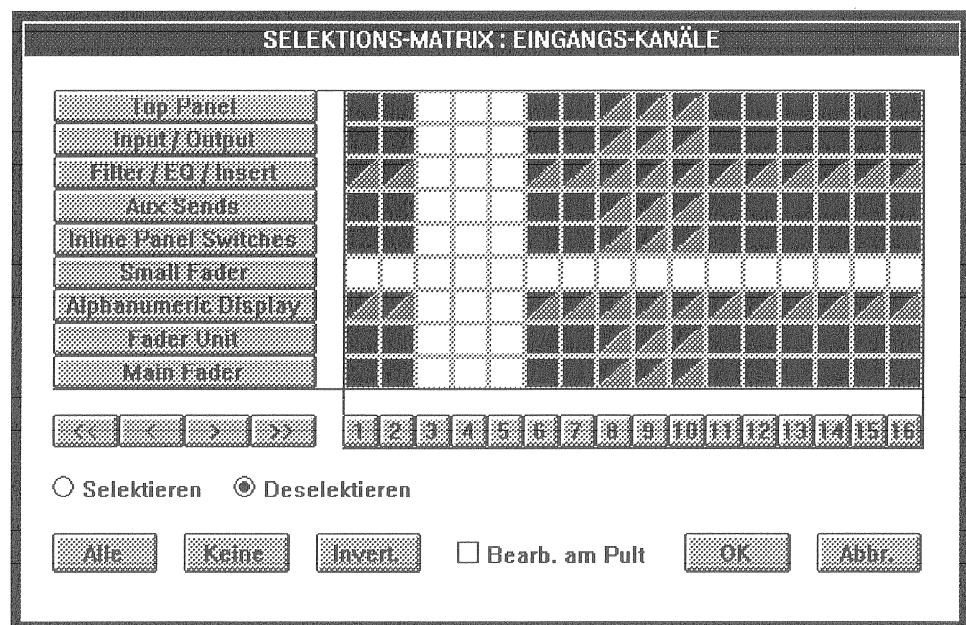 SELEKTIONS-MATRIX : EINGANGS-KANÄLE
Top Panel
Input / Output
Filter / EQ / Insert
Aux Sends
Inline Panel Switches
Small Fader
Alphanumeric Display
Fader Unit
Main Fader
<< < > >> 1 2 3 4 5 6 7 8 9 10 11 12 13 14 15 16
Selektieren Deselektieren
Alle Keine Invert. Bearb. am Pult OK Abbr.